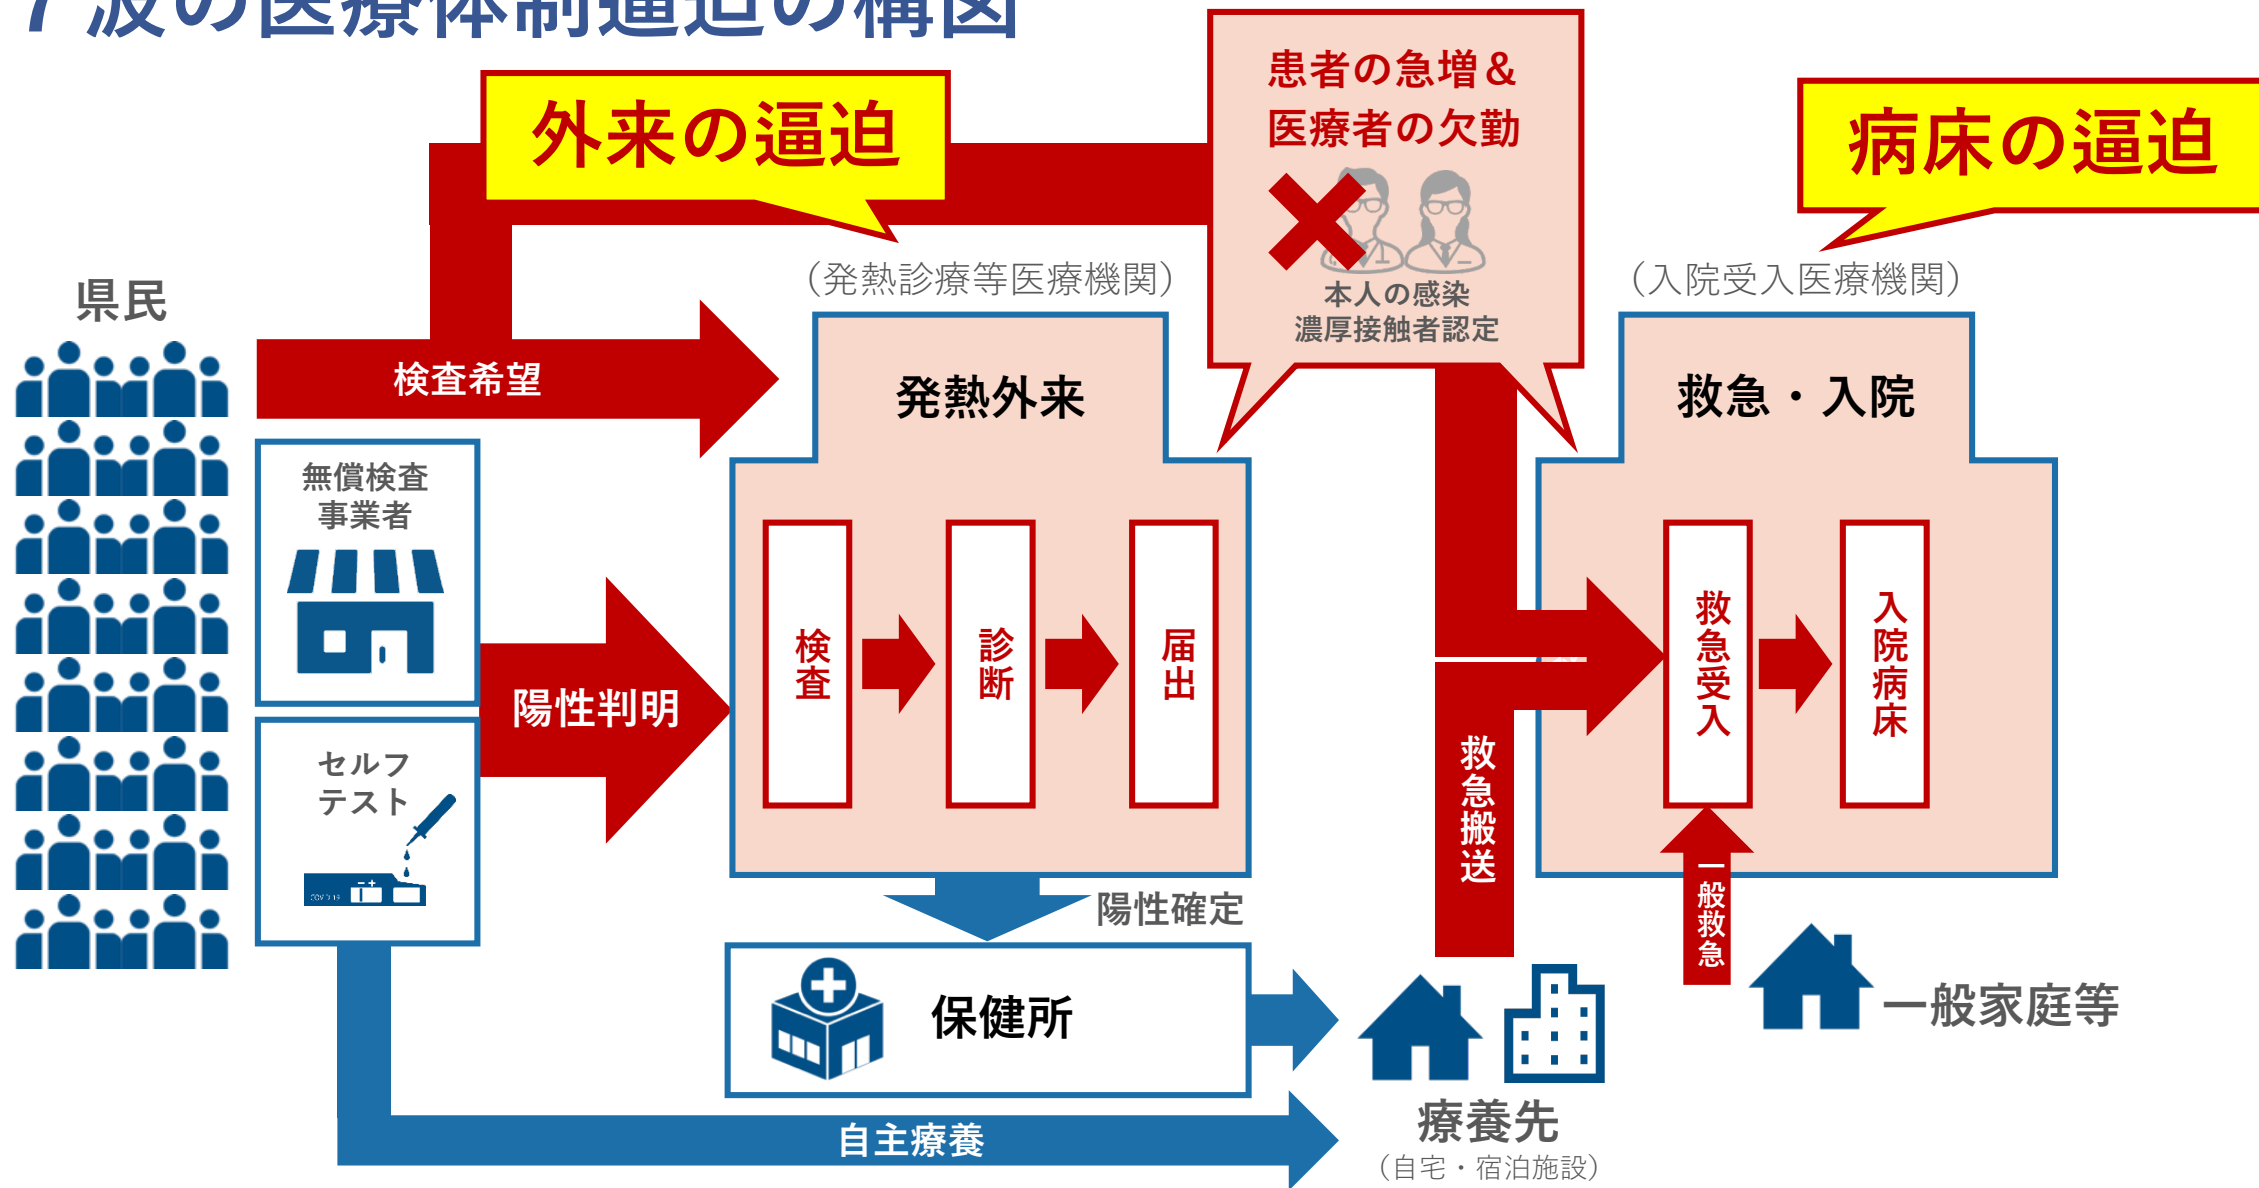 7波の医療体制逼迫の構図
外来の逼迫
患者の急増＆
医療者の欠勤
本人の感染
濃厚接触者認定
病床の逼迫
県民
（発熱診療等医療機関）
（入院受入医療機関）
検査希望
発熱外来
救急・入院
無償検査
事業者
陽性判明
検査
診断
届出
救急受入
入院病床
セルフ
テスト
救急搬送
一般救急
陽性確定
保健所
一般家庭等
自主療養
療養先
（自宅・宿泊施設）